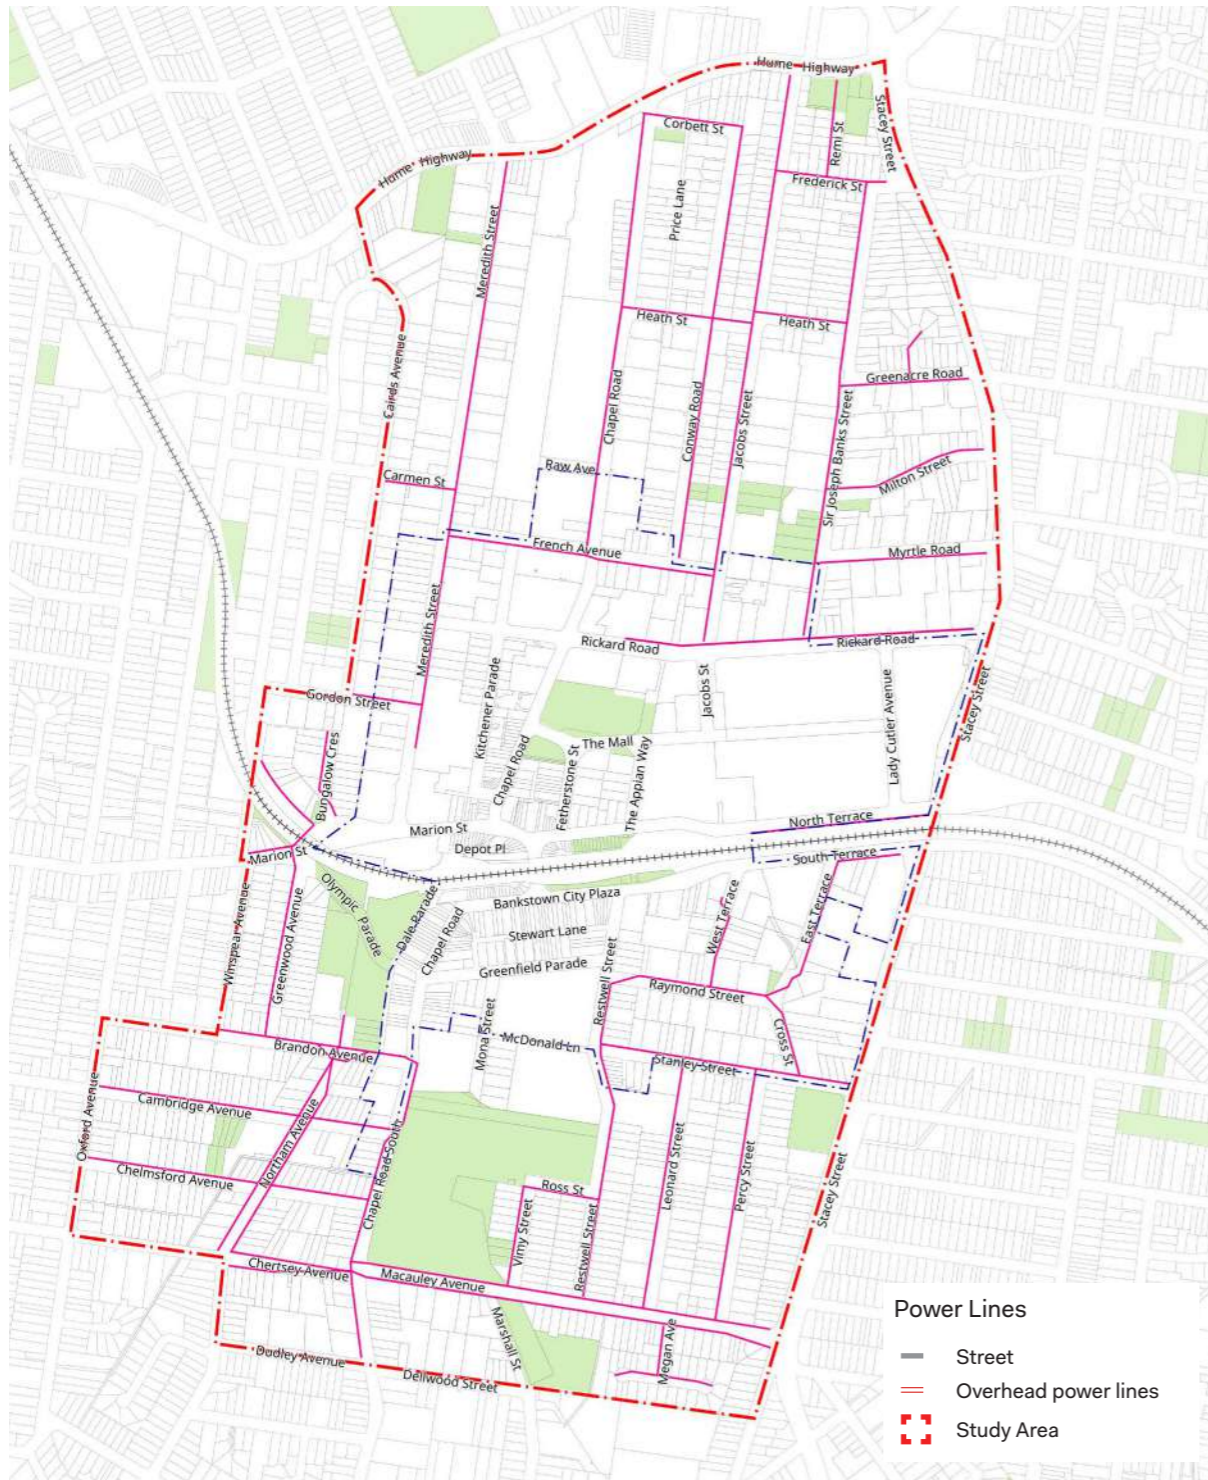 Hume Highway
Stacey Street
Corbett St
Remi St
Hume Highway
Frederick St
Price Lane
Meredith Street
Heath St
Heath St
Greenacre Road
Cairds Avenue
Chapel Road
Conway Road
Jacobs Street
Sir Joseph Banks Street
Raw Ave
Carmen St
Milton Street
French Avenue
Myrtle Road
Meredith Street
Rickard Road
Rickard Road
Gordon Street
Kitchener Parade
Jacobs St
Lady Cutler Avenue
Stacey Street
Bungalow Cres
Chapel Road
The Mall
Fetherstone St
The Appian Way
Marion St
North Terrace
Depot Pl
Marion St
South Terrace
Olympic Parade
Bankstown City Plaza
Winspear Avenue
Greenwood Avenue
Dale Parade
Chapel Road
Stewart Lane
West Terrace
East Terrace
Greenfield Parade
Restwell Street
Raymond Street
Brandon Avenue
Mona Street
McDonald Ln
Cross St
Stanley Street
Oxford Avenue
Cambridge Avenue
Northam Avenue
Chelmsford Avenue
Chapel Road South
Ross St
Leonard Street
Percy Street
Stacey Street
Vimy Street
Restwell Street
Chertsey Avenue
Macauley Avenue
Marshall St
Megan Ave
Dudley Avenue
Dellwood Street
Power Lines
Street
Overhead power lines
Study Area